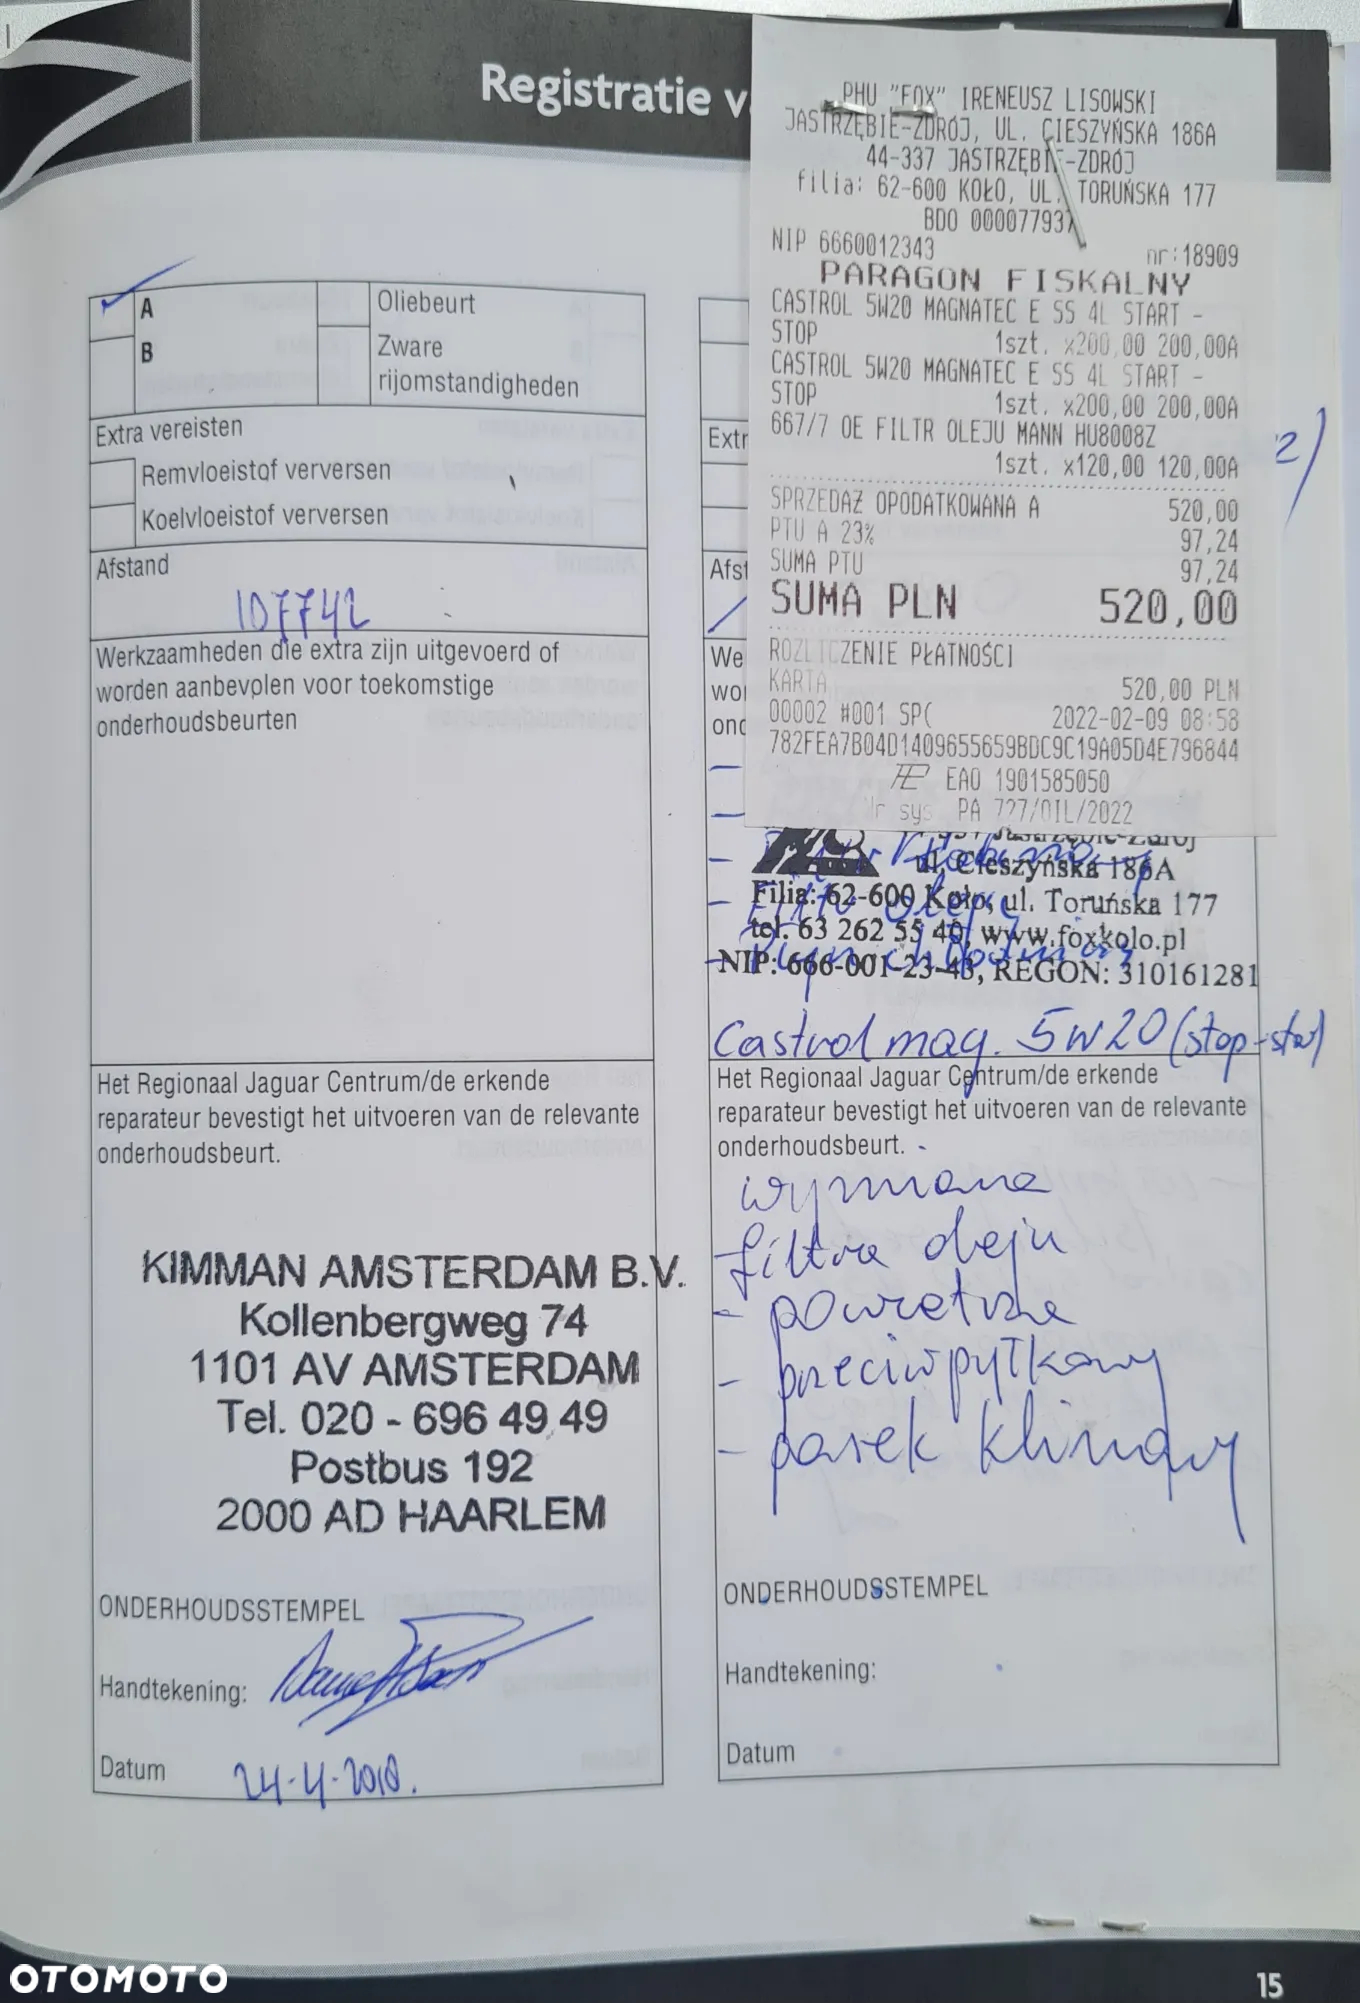 Registratie v
A
Oliebeurt
B
Zware
rijomstandigheden
Extra vereisten
Remvloeistof verversen
Koelvloeistof verversen
Afstand
107742
Werkzaamheden die extra zijn uitgevoerd of
worden aanbevolen voor toekomstige
onderhoudsbeurten
Het Regionaal Jaguar Centrum/de erkende
reparateur bevestigt het uitvoeren van de relevante
onderhoudsbeurt.
KIMMAN AMSTERDAM B.V.
Kollenbergweg 74
1101 AV AMSTERDAM
Tel. 020 - 696 49 49
Postbus 192
2000 AD HAARLEM
ONDERHOUDSSTEMPEL
Handtekening:
Datum 24-4-2018.
PHU "FOX" IRENEUSZ LISOWSKI
JASTRZĘBIE-ZDRÓJ, UL. CIESZYŃSKA 186A
44-337 JASTRZĘBIE-ZDRÓJ
filia: 62-600 KOŁO, UL. TORUŃSKA 177
BDO 000077937
NIP 6660012343 nr:18909
PARAGON FISKALNY
CASTROL 5W20 MAGNATEC E SS 4L START -
STOP 1szt. x200,00 200,00A
CASTROL 5W20 MAGNATEC E SS 4L START -
STOP 1szt. x200,00 200,00A
667/7 OE FILTR OLEJU MANN HU8008Z
1szt. x120,00 120,00A
SPRZEDAŻ OPODATKOWANA A 520,00
PTU A 23% 97,24
SUMA PTU 97,24
SUMA PLN 520,00
ROZLICZENIE PŁATNOŚCI
KARTA 520,00 PLN
00002 #001 SP( 2022-02-09 08:58
782FEA7B04D1409655659BDC9C19A05D4E796844
EAO 1901585050
Nr sys. PA 727/OIL/2022
Extr
Afst
We
wor
ond
ul. Cieszyńska 186A
Filia: 62-600 Koło, ul. Toruńska 177
tel. 63 262 55 40, www.foxkolo.pl
NIP: 666-001-23-43, REGON: 310161281
Castrol mag. 5W20 (stop-star)
Het Regionaal Jaguar Centrum/de erkende
reparateur bevestigt het uitvoeren van de relevante
onderhoudsbeurt.
wymiana
filtra oleju
- powietrza
- przeciwpyłkowy
- pasek klinowy
ONDERHOUDSSTEMPEL
Handtekening:
Datum
OTOMOTO
15